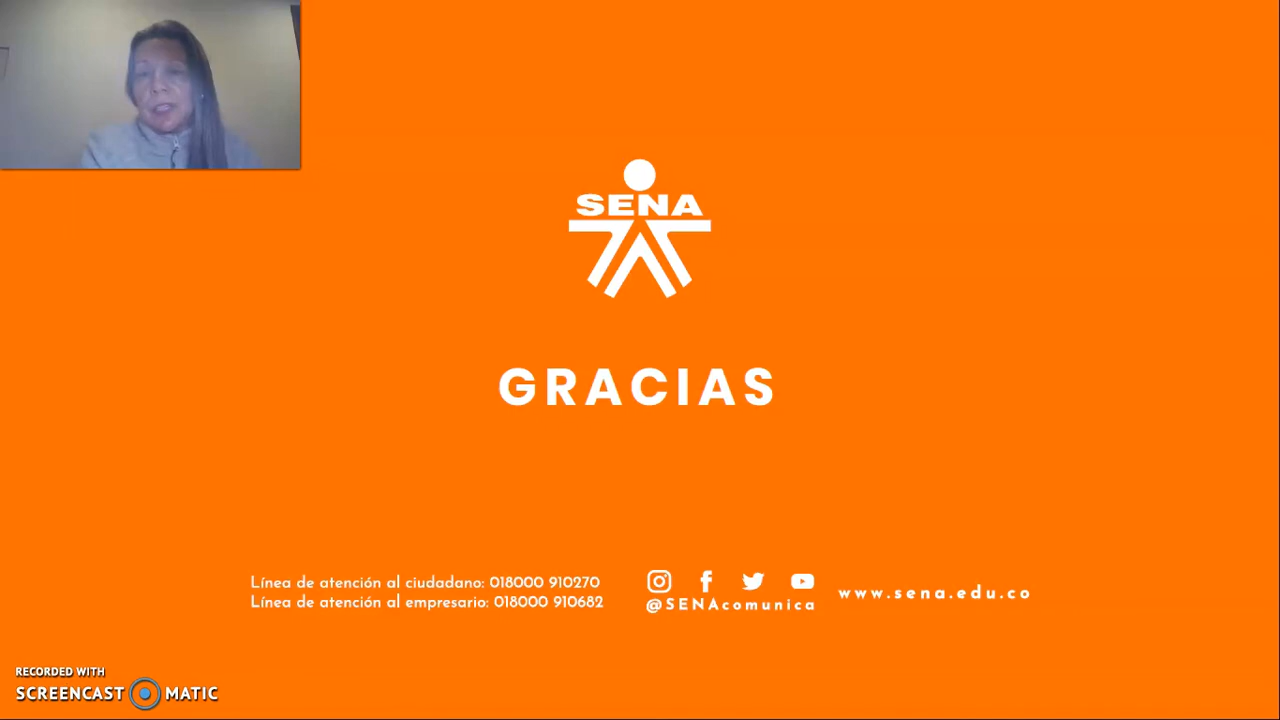 SENA
GRACIAS
Línea de atención al ciudadano: 018000 910270
Línea de atención al empresario: 018000 910682
@SENAcomunica
www.sena.edu.co
RECORDED WITH
SCREENCAST MATIC